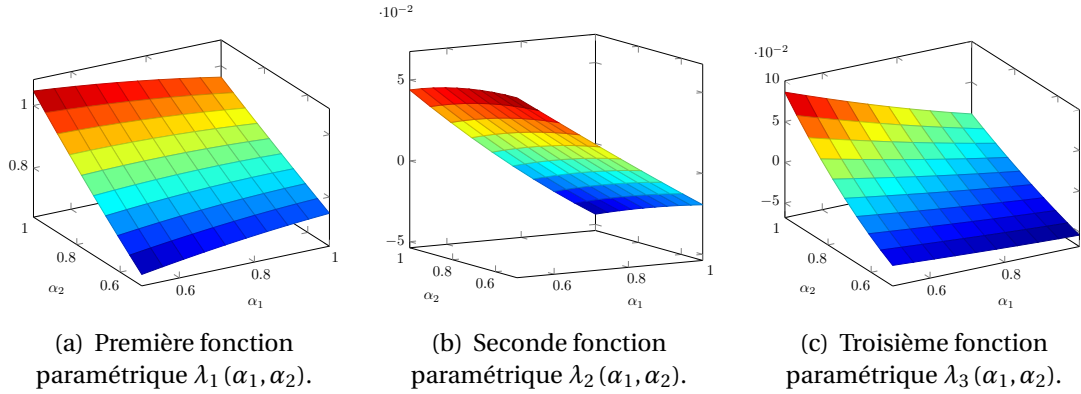 1
0.8
1
0.8
0.6
α₂
0.6
0.8
1
α₁
·10⁻²
5
0
−5
1
0.8
0.6
α₂
0.6
0.8
1
α₁
·10⁻²
10
5
0
−5
1
0.8
0.6
α₂
0.6
0.8
1
α₁
(a) Première fonction
paramétrique λ₁(α₁,α₂).
(b) Seconde fonction
paramétrique λ₂(α₁,α₂).
(c) Troisième fonction
paramétrique λ₃(α₁,α₂).